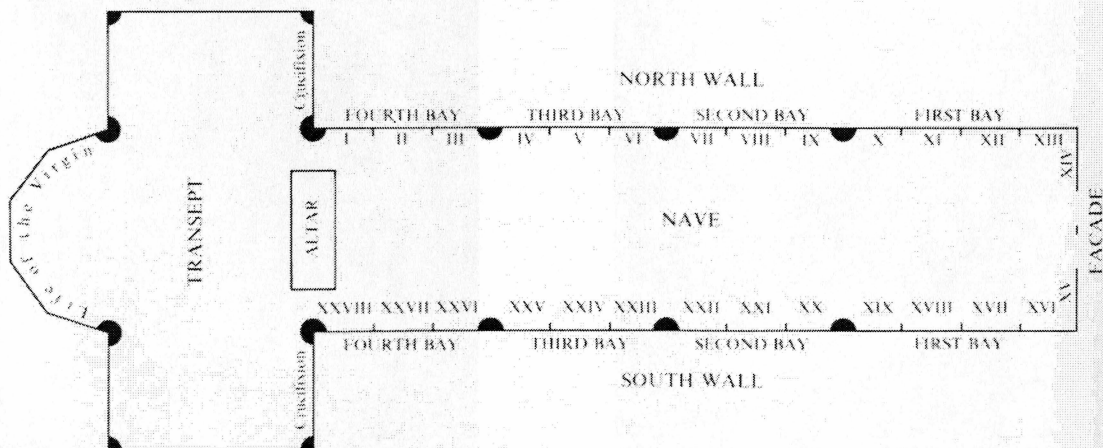 Crucifixion
NORTH WALL
FOURTH BAY THIRD BAY SECOND BAY FIRST BAY
I II III IV V VI VII VIII IX X XI XII XIII
XIV
Life of the Virgin
TRANSEPT
ALTAR
NAVE
FACADE
XV
XXVIII XXVII XXVI XXV XXIV XXIII XXII XXI XX XIX XVIII XVII XVI
FOURTH BAY THIRD BAY SECOND BAY FIRST BAY
Crucifixion
SOUTH WALL